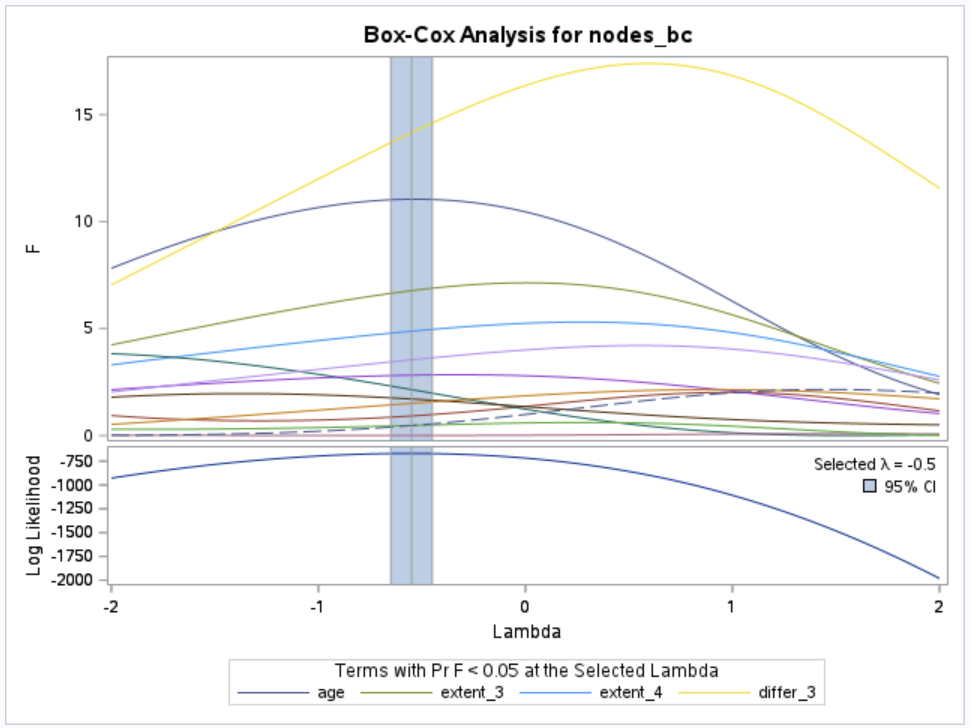 Box-Cox Analysis for nodes_bc
15
10
5
0
F
-750
-1000
-1250
-1500
-1750
-2000
Log Likelihood
Selected λ = -0.5
95% CI
-2 -1 0 1 2
Lambda
Terms with Pr F < 0.05 at the Selected Lambda
age extent_3 extent_4 differ_3